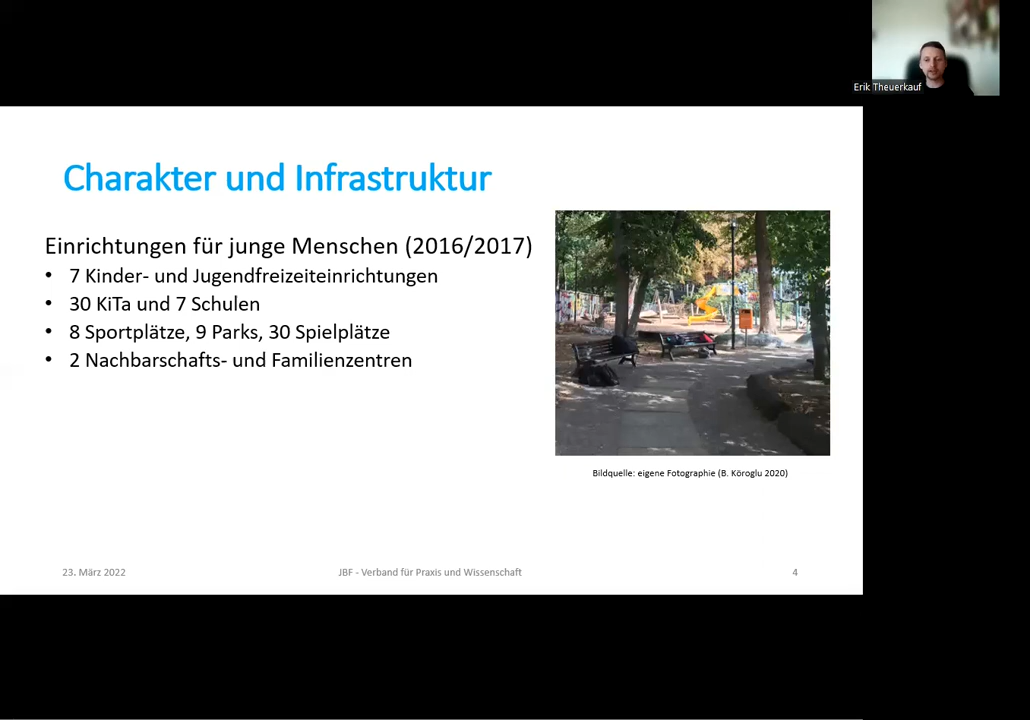 Erik Theuerkauf
Charakter und Infrastruktur
Einrichtungen für junge Menschen (2016/2017)
• 7 Kinder- und Jugendfreizeiteinrichtungen
• 30 KiTa und 7 Schulen
• 8 Sportplätze, 9 Parks, 30 Spielplätze
• 2 Nachbarschafts- und Familienzentren
Bildquelle: eigene Fotographie (B. Köroglu 2020)
23. März 2022
JBF - Verband für Praxis und Wissenschaft
4